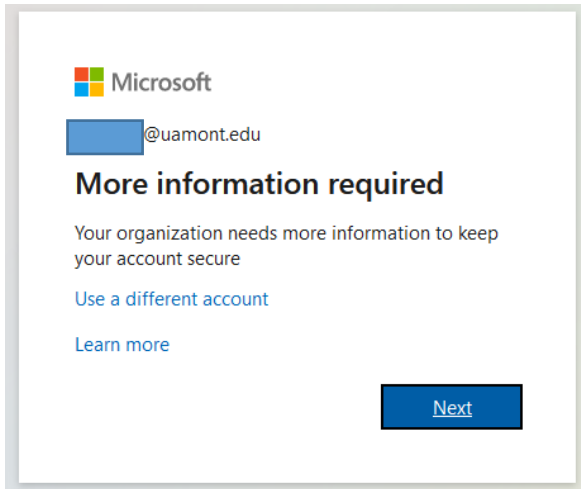 Microsoft
@uamont.edu
More information required
Your organization needs more information to keep
your account secure
Use a different account
Learn more
Next